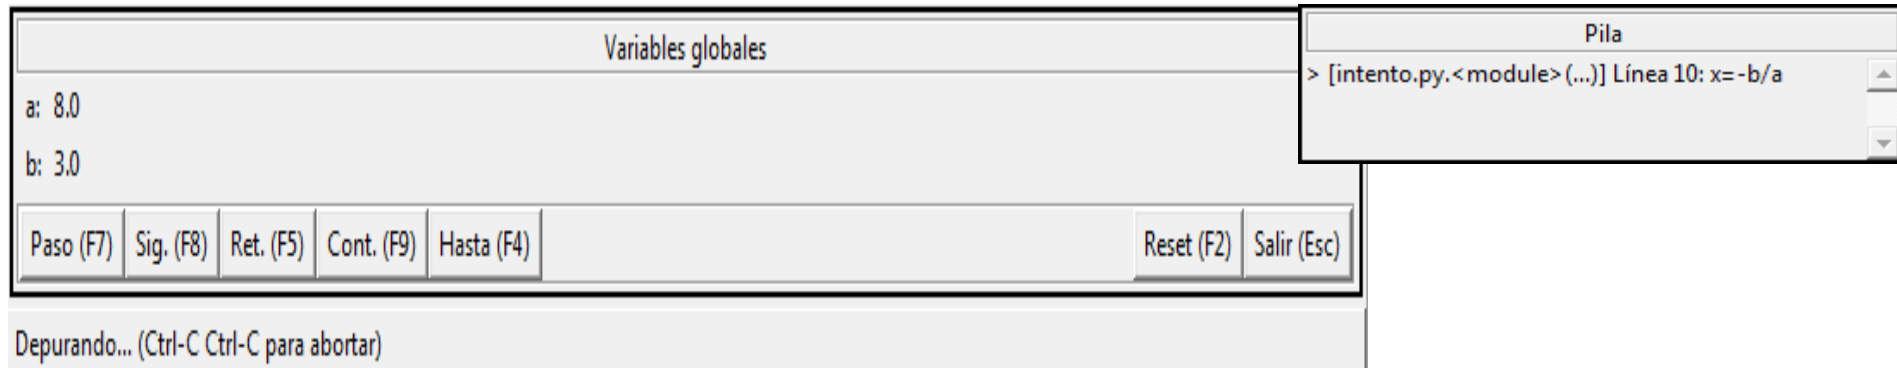 Variables globales
a: 8.0
b: 3.0
Paso (F7) Sig. (F8) Ret. (F5) Cont. (F9) Hasta (F4) Reset (F2) Salir (Esc)
Depurando... (Ctrl-C Ctrl-C para abortar)
Pila
> [intento.py.<module>(...)] Línea 10: x=-b/a